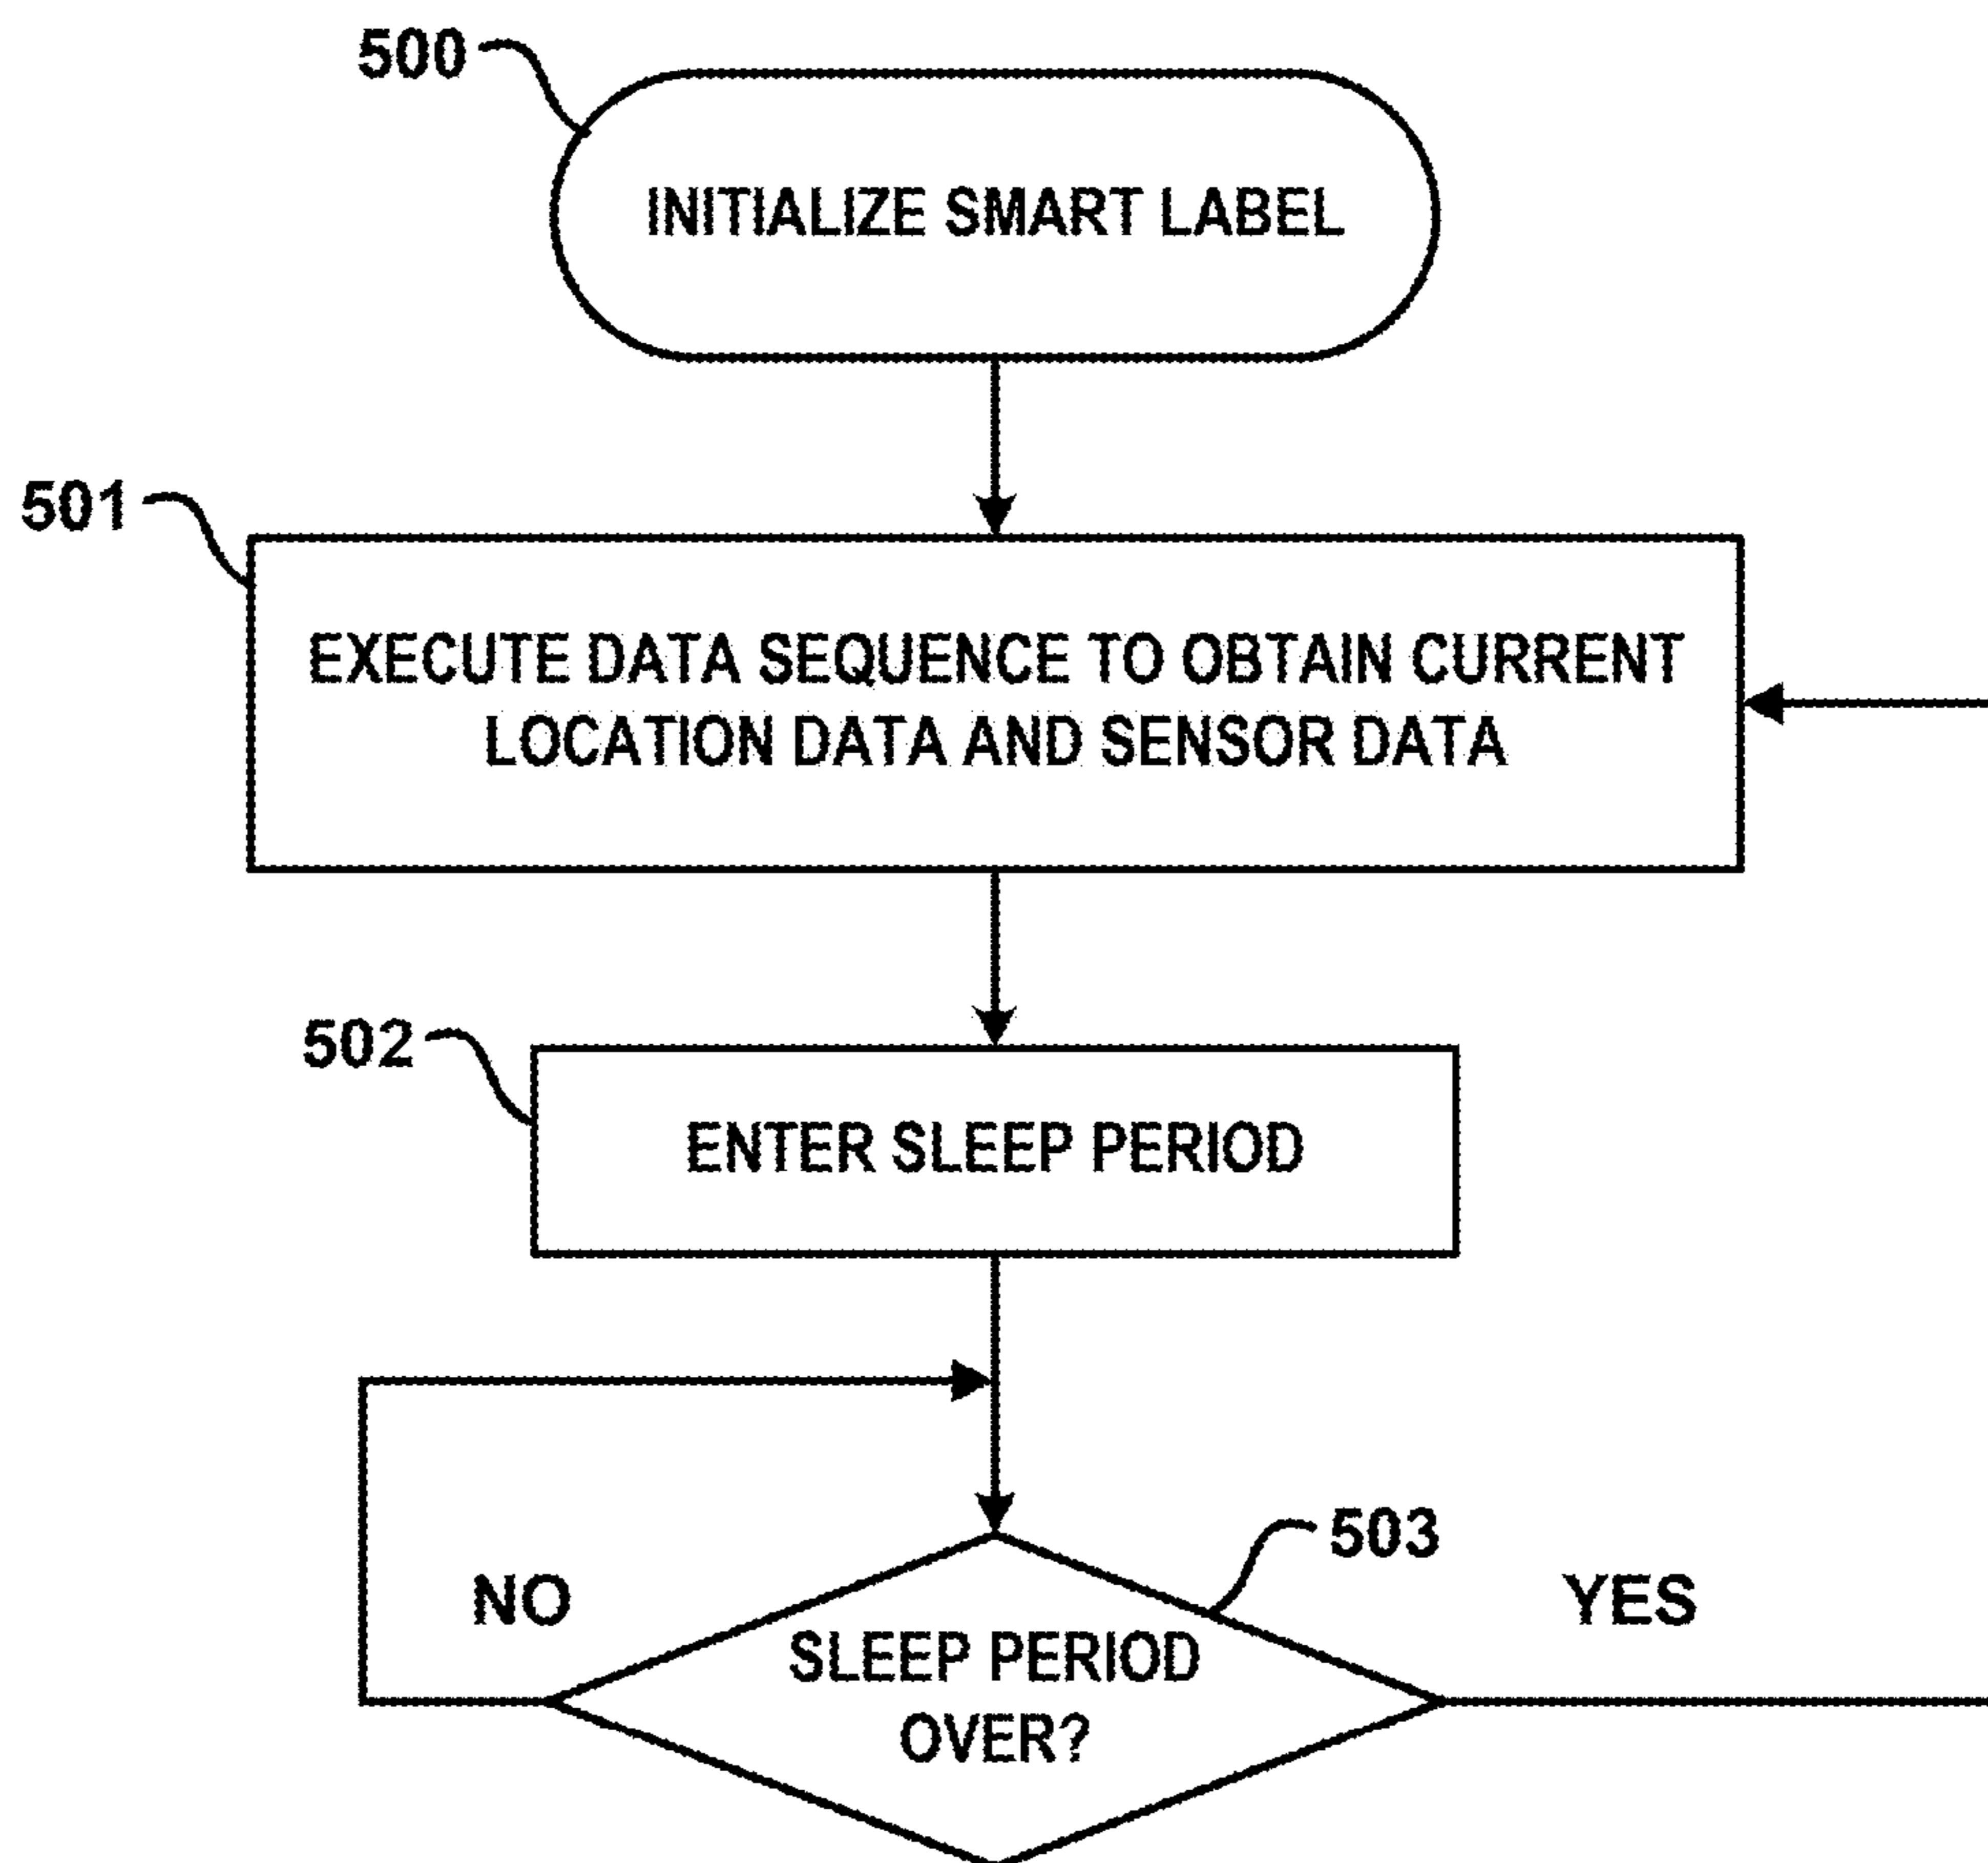 500
INITIALIZE SMART LABEL
501
EXECUTE DATA SEQUENCE TO OBTAIN CURRENT
LOCATION DATA AND SENSOR DATA
502
ENTER SLEEP PERIOD
503
NO
YES
SLEEP PERIOD
OVER?